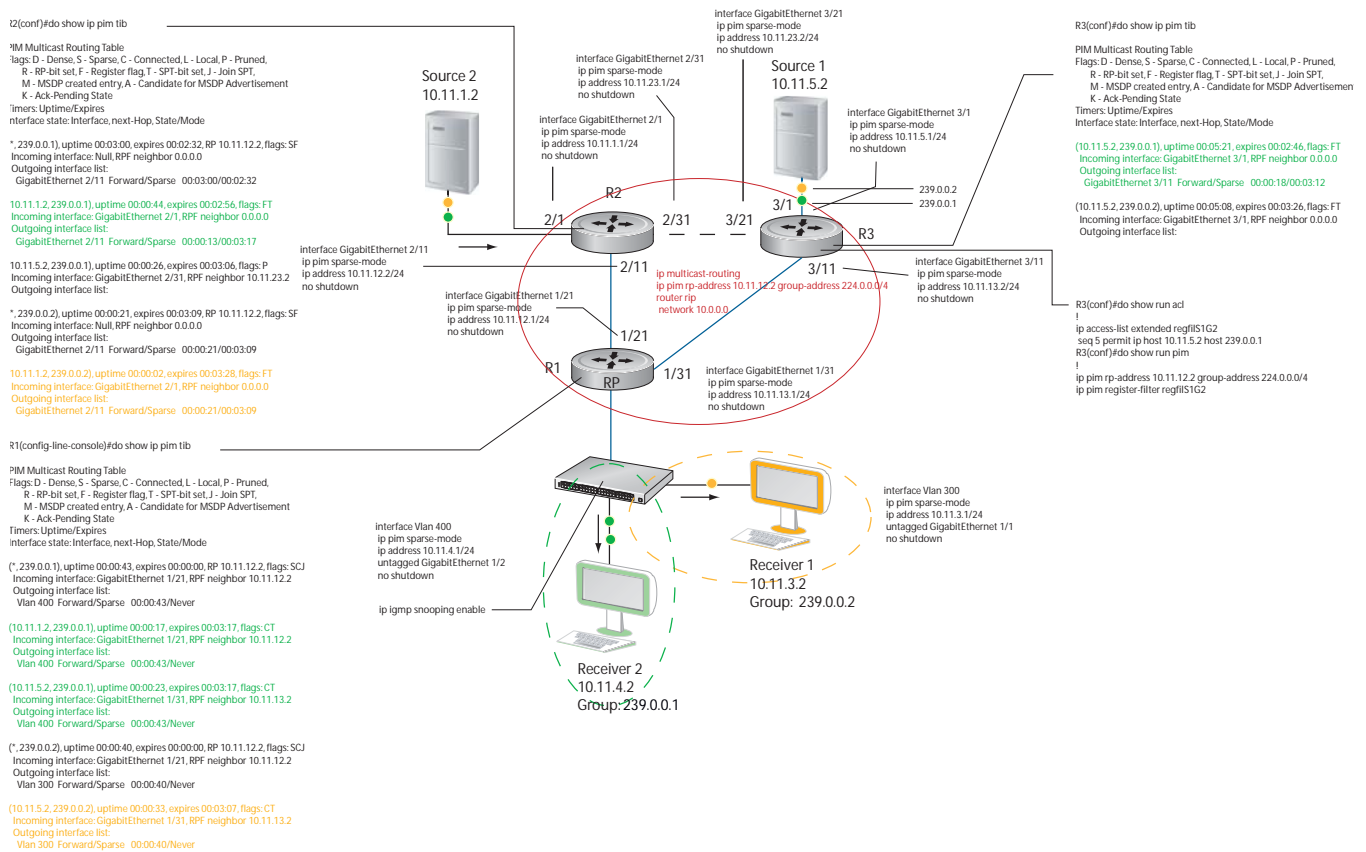 R2(conf)#do show ip pim tib
PIM Multicast Routing Table
Flags: D - Dense, S - Sparse, C - Connected, L - Local, P - Pruned,
R - RP-bit set, F - Register flag, T - SPT-bit set, J - Join SPT,
M - MSDP created entry, A - Candidate for MSDP Advertisement
K - Ack-Pending State
Timers: Uptime/Expires
Interface state: Interface, next-Hop, State/Mode
*, 239.0.0.1), uptime 00:03:00, expires 00:02:32, RP 10.11.12.2, flags: SF
Incoming interface: Null, RPF neighbor 0.0.0.0
Outgoing interface list:
GigabitEthernet 2/11 Forward/Sparse 00:03:00/00:02:32
10.11.1.2, 239.0.0.1), uptime 00:00:44, expires 00:02:56, flags: FT
Incoming interface: GigabitEthernet 2/1, RPF neighbor 0.0.0.0
Outgoing interface list:
GigabitEthernet 2/11 Forward/Sparse 00:00:13/00:03:17
10.11.5.2, 239.0.0.1), uptime 00:00:26, expires 00:03:06, flags: P
Incoming interface: GigabitEthernet 2/31, RPF neighbor 10.11.23.2
Outgoing interface list:
*, 239.0.0.2), uptime 00:00:21, expires 00:03:09, RP 10.11.12.2, flags: SF
Incoming interface: Null, RPF neighbor 0.0.0.0
Outgoing interface list:
GigabitEthernet 2/11 Forward/Sparse 00:00:21/00:03:09
10.11.1.2, 239.0.0.2), uptime 00:00:02, expires 00:03:28, flags: FT
Incoming interface: GigabitEthernet 2/1, RPF neighbor 0.0.0.0
Outgoing interface list:
GigabitEthernet 2/11 Forward/Sparse 00:00:21/00:03:09
R1(config-line-console)#do show ip pim tib
PIM Multicast Routing Table
Flags: D - Dense, S - Sparse, C - Connected, L - Local, P - Pruned,
R - RP-bit set, F - Register flag, T - SPT-bit set, J - Join SPT,
M - MSDP created entry, A - Candidate for MSDP Advertisement
K - Ack-Pending State
Timers: Uptime/Expires
Interface state: Interface, next-Hop, State/Mode
(*, 239.0.0.1), uptime 00:00:43, expires 00:00:00, RP 10.11.12.2, flags: SCJ
Incoming interface: GigabitEthernet 1/21, RPF neighbor 10.11.12.2
Outgoing interface list:
Vlan 400 Forward/Sparse 00:00:43/Never
(10.11.1.2, 239.0.0.1), uptime 00:00:17, expires 00:03:17, flags: CT
Incoming interface: GigabitEthernet 1/21, RPF neighbor 10.11.12.2
Outgoing interface list:
Vlan 400 Forward/Sparse 00:00:43/Never
(10.11.5.2, 239.0.0.1), uptime 00:00:23, expires 00:03:17, flags: CT
Incoming interface: GigabitEthernet 1/31, RPF neighbor 10.11.13.2
Outgoing interface list:
Vlan 400 Forward/Sparse 00:00:43/Never
(*, 239.0.0.2), uptime 00:00:40, expires 00:00:00, RP 10.11.12.2, flags: SCJ
Incoming interface: GigabitEthernet 1/21, RPF neighbor 10.11.12.2
Outgoing interface list:
Vlan 300 Forward/Sparse 00:00:40/Never
(10.11.5.2, 239.0.0.2), uptime 00:00:33, expires 00:03:07, flags: CT
Incoming interface: GigabitEthernet 1/31, RPF neighbor 10.11.13.2
Outgoing interface list:
Vlan 300 Forward/Sparse 00:00:40/Never
Source 2
10.11.1.2
interface GigabitEthernet 2/31
ip pim sparse-mode
ip address 10.11.23.1/24
no shutdown
interface GigabitEthernet 2/1
ip pim sparse-mode
ip address 10.11.1.1/24
no shutdown
interface GigabitEthernet 3/21
ip pim sparse-mode
ip address 10.11.23.2/24
no shutdown
Source 1
10.11.5.2
interface GigabitEthernet 3/1
ip pim sparse-mode
ip address 10.11.5.1/24
no shutdown
239.0.0.2
239.0.0.1
R2
2/1
2/31
3/21
3/1
R3
2/11
3/11
interface GigabitEthernet 2/11
ip pim sparse-mode
ip address 10.11.12.2/24
no shutdown
ip multicast-routing
ip pim rp-address 10.11.12.2 group-address 224.0.0.0/4
router rip
network 10.0.0.0
interface GigabitEthernet 3/11
ip pim sparse-mode
ip address 10.11.13.2/24
no shutdown
interface GigabitEthernet 1/21
ip pim sparse-mode
ip address 10.11.12.1/24
no shutdown
1/21
R1
RP
1/31
interface GigabitEthernet 1/31
ip pim sparse-mode
ip address 10.11.13.1/24
no shutdown
interface Vlan 400
ip pim sparse-mode
ip address 10.11.4.1/24
untagged GigabitEthernet 1/2
no shutdown
ip igmp snooping enable
interface Vlan 300
ip pim sparse-mode
ip address 10.11.3.1/24
untagged GigabitEthernet 1/1
no shutdown
Receiver 1
10.11.3.2
Group: 239.0.0.2
Receiver 2
10.11.4.2
Group: 239.0.0.1
R3(conf)#do show ip pim tib
PIM Multicast Routing Table
Flags: D - Dense, S - Sparse, C - Connected, L - Local, P - Pruned,
R - RP-bit set, F - Register flag, T - SPT-bit set, J - Join SPT,
M - MSDP created entry, A - Candidate for MSDP Advertisemen
K - Ack-Pending State
Timers: Uptime/Expires
Interface state: Interface, next-Hop, State/Mode
(10.11.5.2, 239.0.0.1), uptime 00:05:21, expires 00:02:46, flags: FT
Incoming interface: GigabitEthernet 3/1, RPF neighbor 0.0.0.0
Outgoing interface list:
GigabitEthernet 3/11 Forward/Sparse 00:00:18/00:03:12
(10.11.5.2, 239.0.0.2), uptime 00:05:08, expires 00:03:26, flags: FT
Incoming interface: GigabitEthernet 3/1, RPF neighbor 0.0.0.0
Outgoing interface list:
R3(conf)#do show run acl
!
ip access-list extended regfilS1G2
seq 5 permit ip host 10.11.5.2 host 239.0.0.1
R3(conf)#do show run pim
!
ip pim rp-address 10.11.12.2 group-address 224.0.0.0/4
ip pim register-filter regfilS1G2